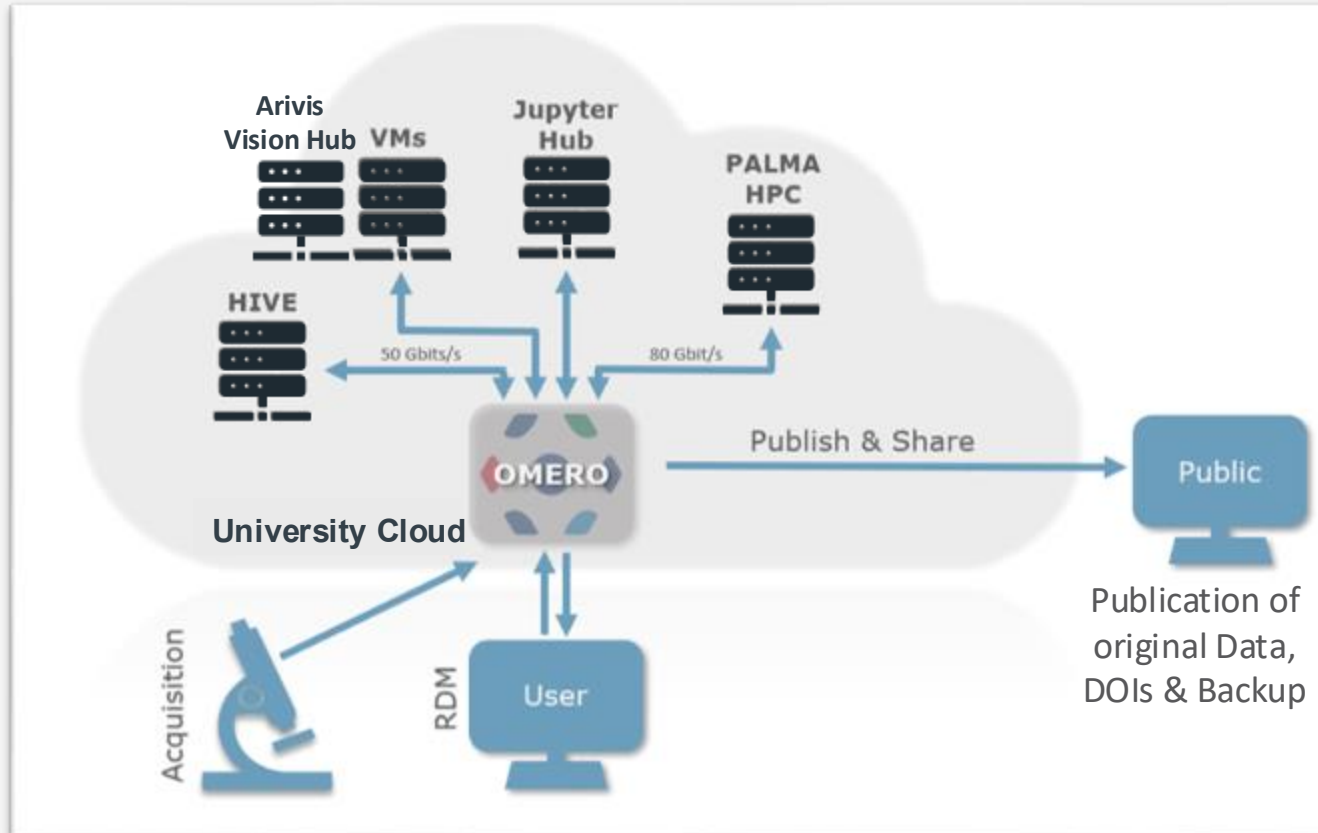 Arivis
Vision Hub
VMs
Jupyter
Hub
PALMA
HPC
HIVE
50 Gbits/s
80 Gbit/s
OMERO
Publish & Share
Public
University Cloud
Publication of
original Data,
DOIs & Backup
Acquisition
RDM
User